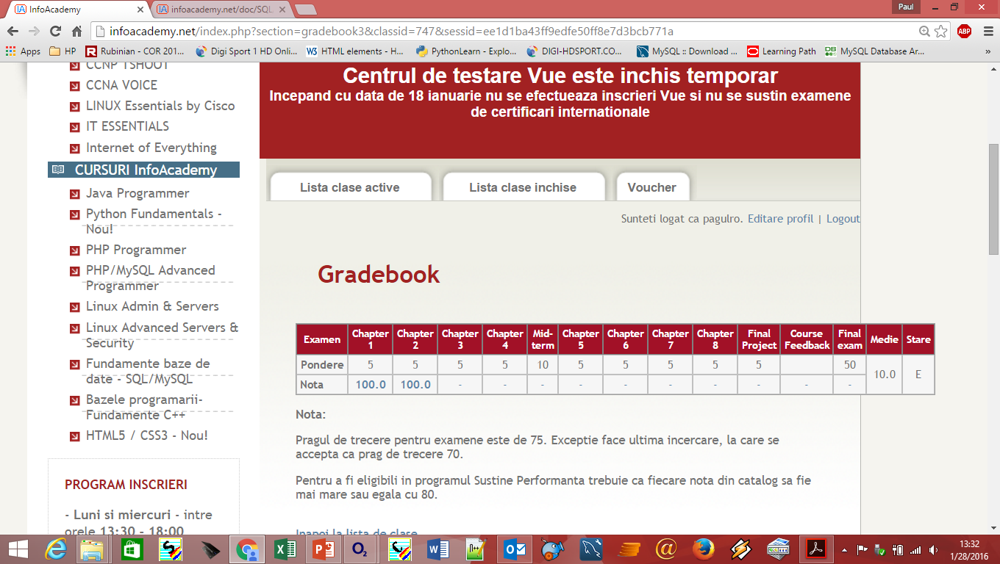 InfoAcademy
infoacademy.net/doc/SQL
Paul
infoacademy.net/index.php?section=gradebook3&classid=747&sessid=ee1d1ba43ff9edfe50ff8e7d3bcb771a
ABP
Apps HP Rubinian - COR 201... Digi Sport 1 HD Onli... HTML elements - H... PythonLearn - Explo... DIGI-HDSPORT.CO... MySQL :: Download ... Learning Path MySQL Database Ar... »
CCNP TSHOOT
CCNA VOICE
LINUX Essentials by Cisco
IT ESSENTIALS
Internet of Everything
CURSURI InfoAcademy
Java Programmer
Python Fundamentals -
Nou!
PHP Programmer
PHP/MySQL Advanced
Programmer
Linux Admin & Servers
Linux Advanced Servers &
Security
Fundamente baze de
date - SQL/MySQL
Bazele programarii-
Fundamente C++
HTML5 / CSS3 - Nou!
PROGRAM INSCRIERI
- Luni si miercuri - intre
orele 13:30 - 18:00
Centrul de testare Vue este inchis temporar
Incepand cu data de 18 ianuarie nu se efectueaza inscrieri Vue si nu se sustin examene
de certificari internationale
Lista clase active Lista clase inchise Voucher
Sunteti logat ca pagulro. Editare profil | Logout
Gradebook
Examen Chapter 1 Chapter 2 Chapter 3 Chapter 4 Mid-term Chapter 5 Chapter 6 Chapter 7 Chapter 8 Final Project Course Feedback Final exam Medie Stare
Pondere 5 5 5 5 10 5 5 5 5 5 50 10.0 E
Nota 100.0 100.0 - - - - - - - - - -
Nota:
Pragul de trecere pentru examene este de 75. Exceptie face ultima incercare, la care se
accepta ca prag de trecere 70.
Pentru a fi eligibili in programul Sustine Performanta trebuie ca fiecare nota din catalog sa fie
mai mare sau egala cu 80.
Inapoi la lista de clase
13:32
1/28/2016